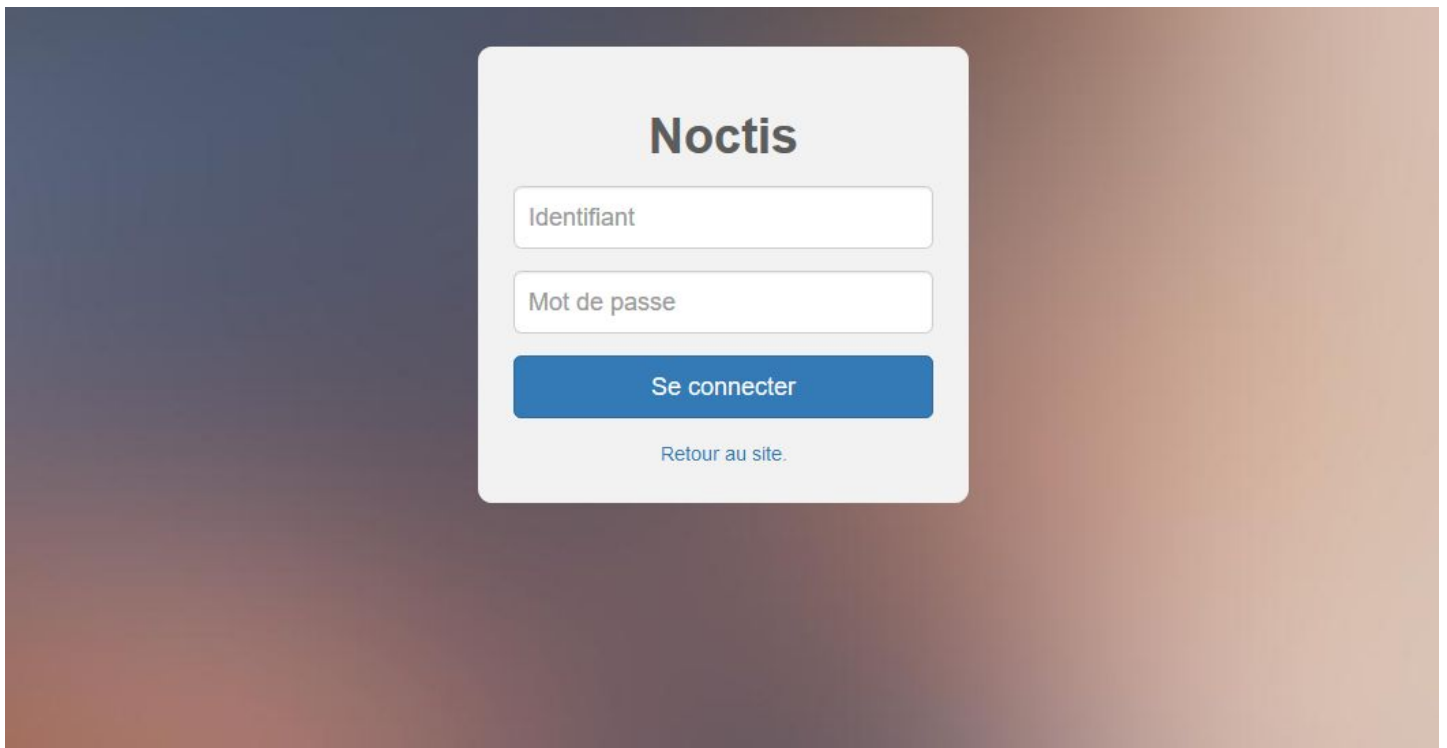 Noctis
Identifiant
Mot de passe
Se connecter
Retour au site.